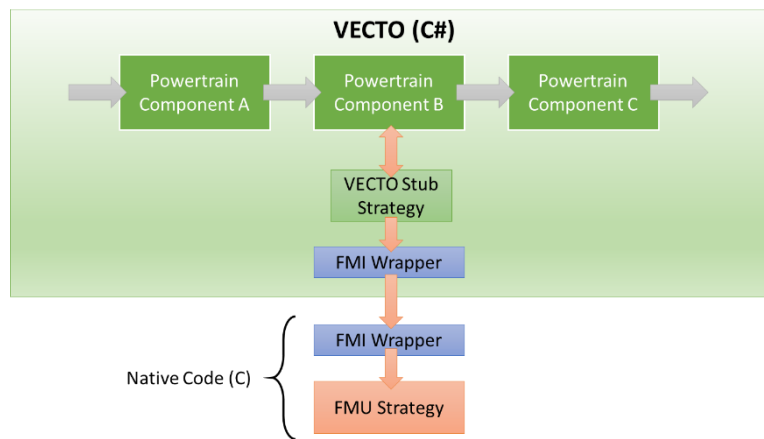 VECTO (C#)
Powertrain
Component A
Powertrain
Component B
Powertrain
Component C
VECTO Stub
Strategy
FMI Wrapper
FMI Wrapper
Native Code (C)
FMU Strategy